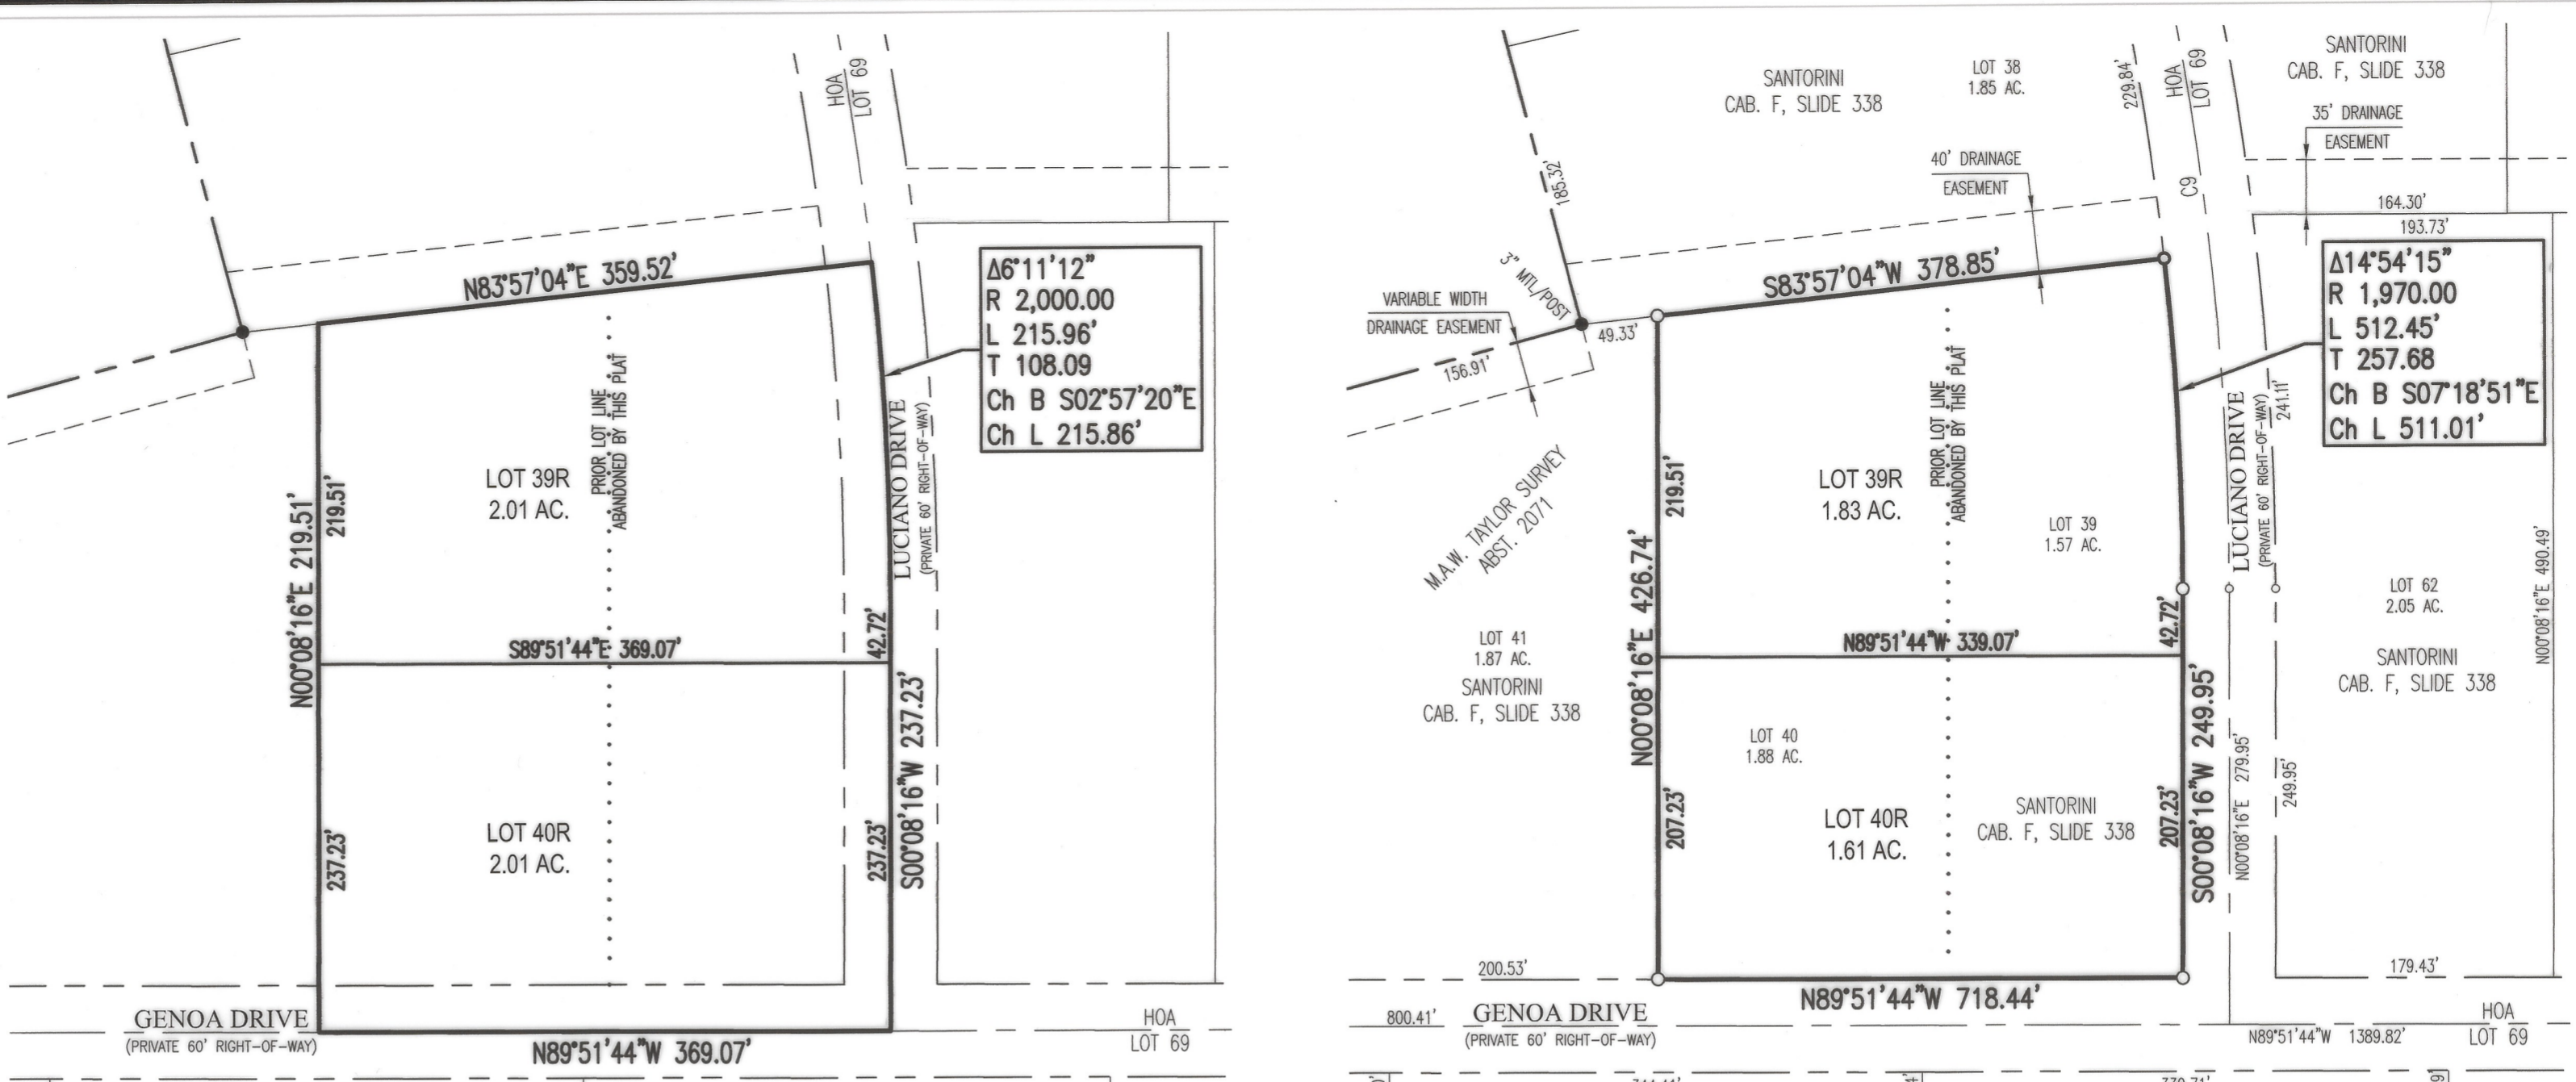 HOA
LOT 69
N83°57'04"E 359.52'
Δ6°11'12"
R 2,000.00
L 215.96'
T 108.09
Ch B S02°57'20"E
Ch L 215.86'
PRIOR LOT LINE
ABANDONED BY THIS PLAT
LUCIANO DRIVE
(PRIVATE 60' RIGHT-OF-WAY)
LOT 39R
2.01 AC.
N00°08'16"E 219.51'
219.51'
42.72'
S89°51'44"E 369.07'
S00°08'16"W 237.23'
LOT 40R
2.01 AC.
237.23'
237.23'
GENOA DRIVE
(PRIVATE 60' RIGHT-OF-WAY)
N89°51'44"W 369.07'
HOA
LOT 69
SANTORINI
CAB. F, SLIDE 338
LOT 38
1.85 AC.
229.84'
HOA
LOT 69
C9
SANTORINI
CAB. F, SLIDE 338
35' DRAINAGE
EASEMENT
40' DRAINAGE
EASEMENT
185.32'
164.30'
193.73'
3" MTL/POST
VARIABLE WIDTH
DRAINAGE EASEMENT
49.33'
156.91'
S83°57'04"W 378.85'
Δ14°54'15"
R 1,970.00
L 512.45'
T 257.68
Ch B S07°18'51"E
Ch L 511.01'
PRIOR LOT LINE
ABANDONED BY THIS PLAT
LUCIANO DRIVE
(PRIVATE 60' RIGHT-OF-WAY)
241.11'
M.A.W. TAYLOR SURVEY
ABST. 2071
LOT 39R
1.83 AC.
LOT 39
1.57 AC.
219.51'
N00°08'16"E 426.74'
42.72'
N89°51'44"W 339.07'
LOT 62
2.05 AC.
SANTORINI
CAB. F, SLIDE 338
N00°08'16"E 490.49'
LOT 41
1.87 AC.
SANTORINI
CAB. F, SLIDE 338
LOT 40
1.88 AC.
LOT 40R
1.61 AC.
SANTORINI
CAB. F, SLIDE 338
207.23'
207.23'
S00°08'16"W 249.95'
N00°08'16"E 279.95'
249.95'
200.53'
179.43'
N89°51'44"W 718.44'
800.41'
GENOA DRIVE
(PRIVATE 60' RIGHT-OF-WAY)
N89°51'44"W 1389.82'
HOA
LOT 69